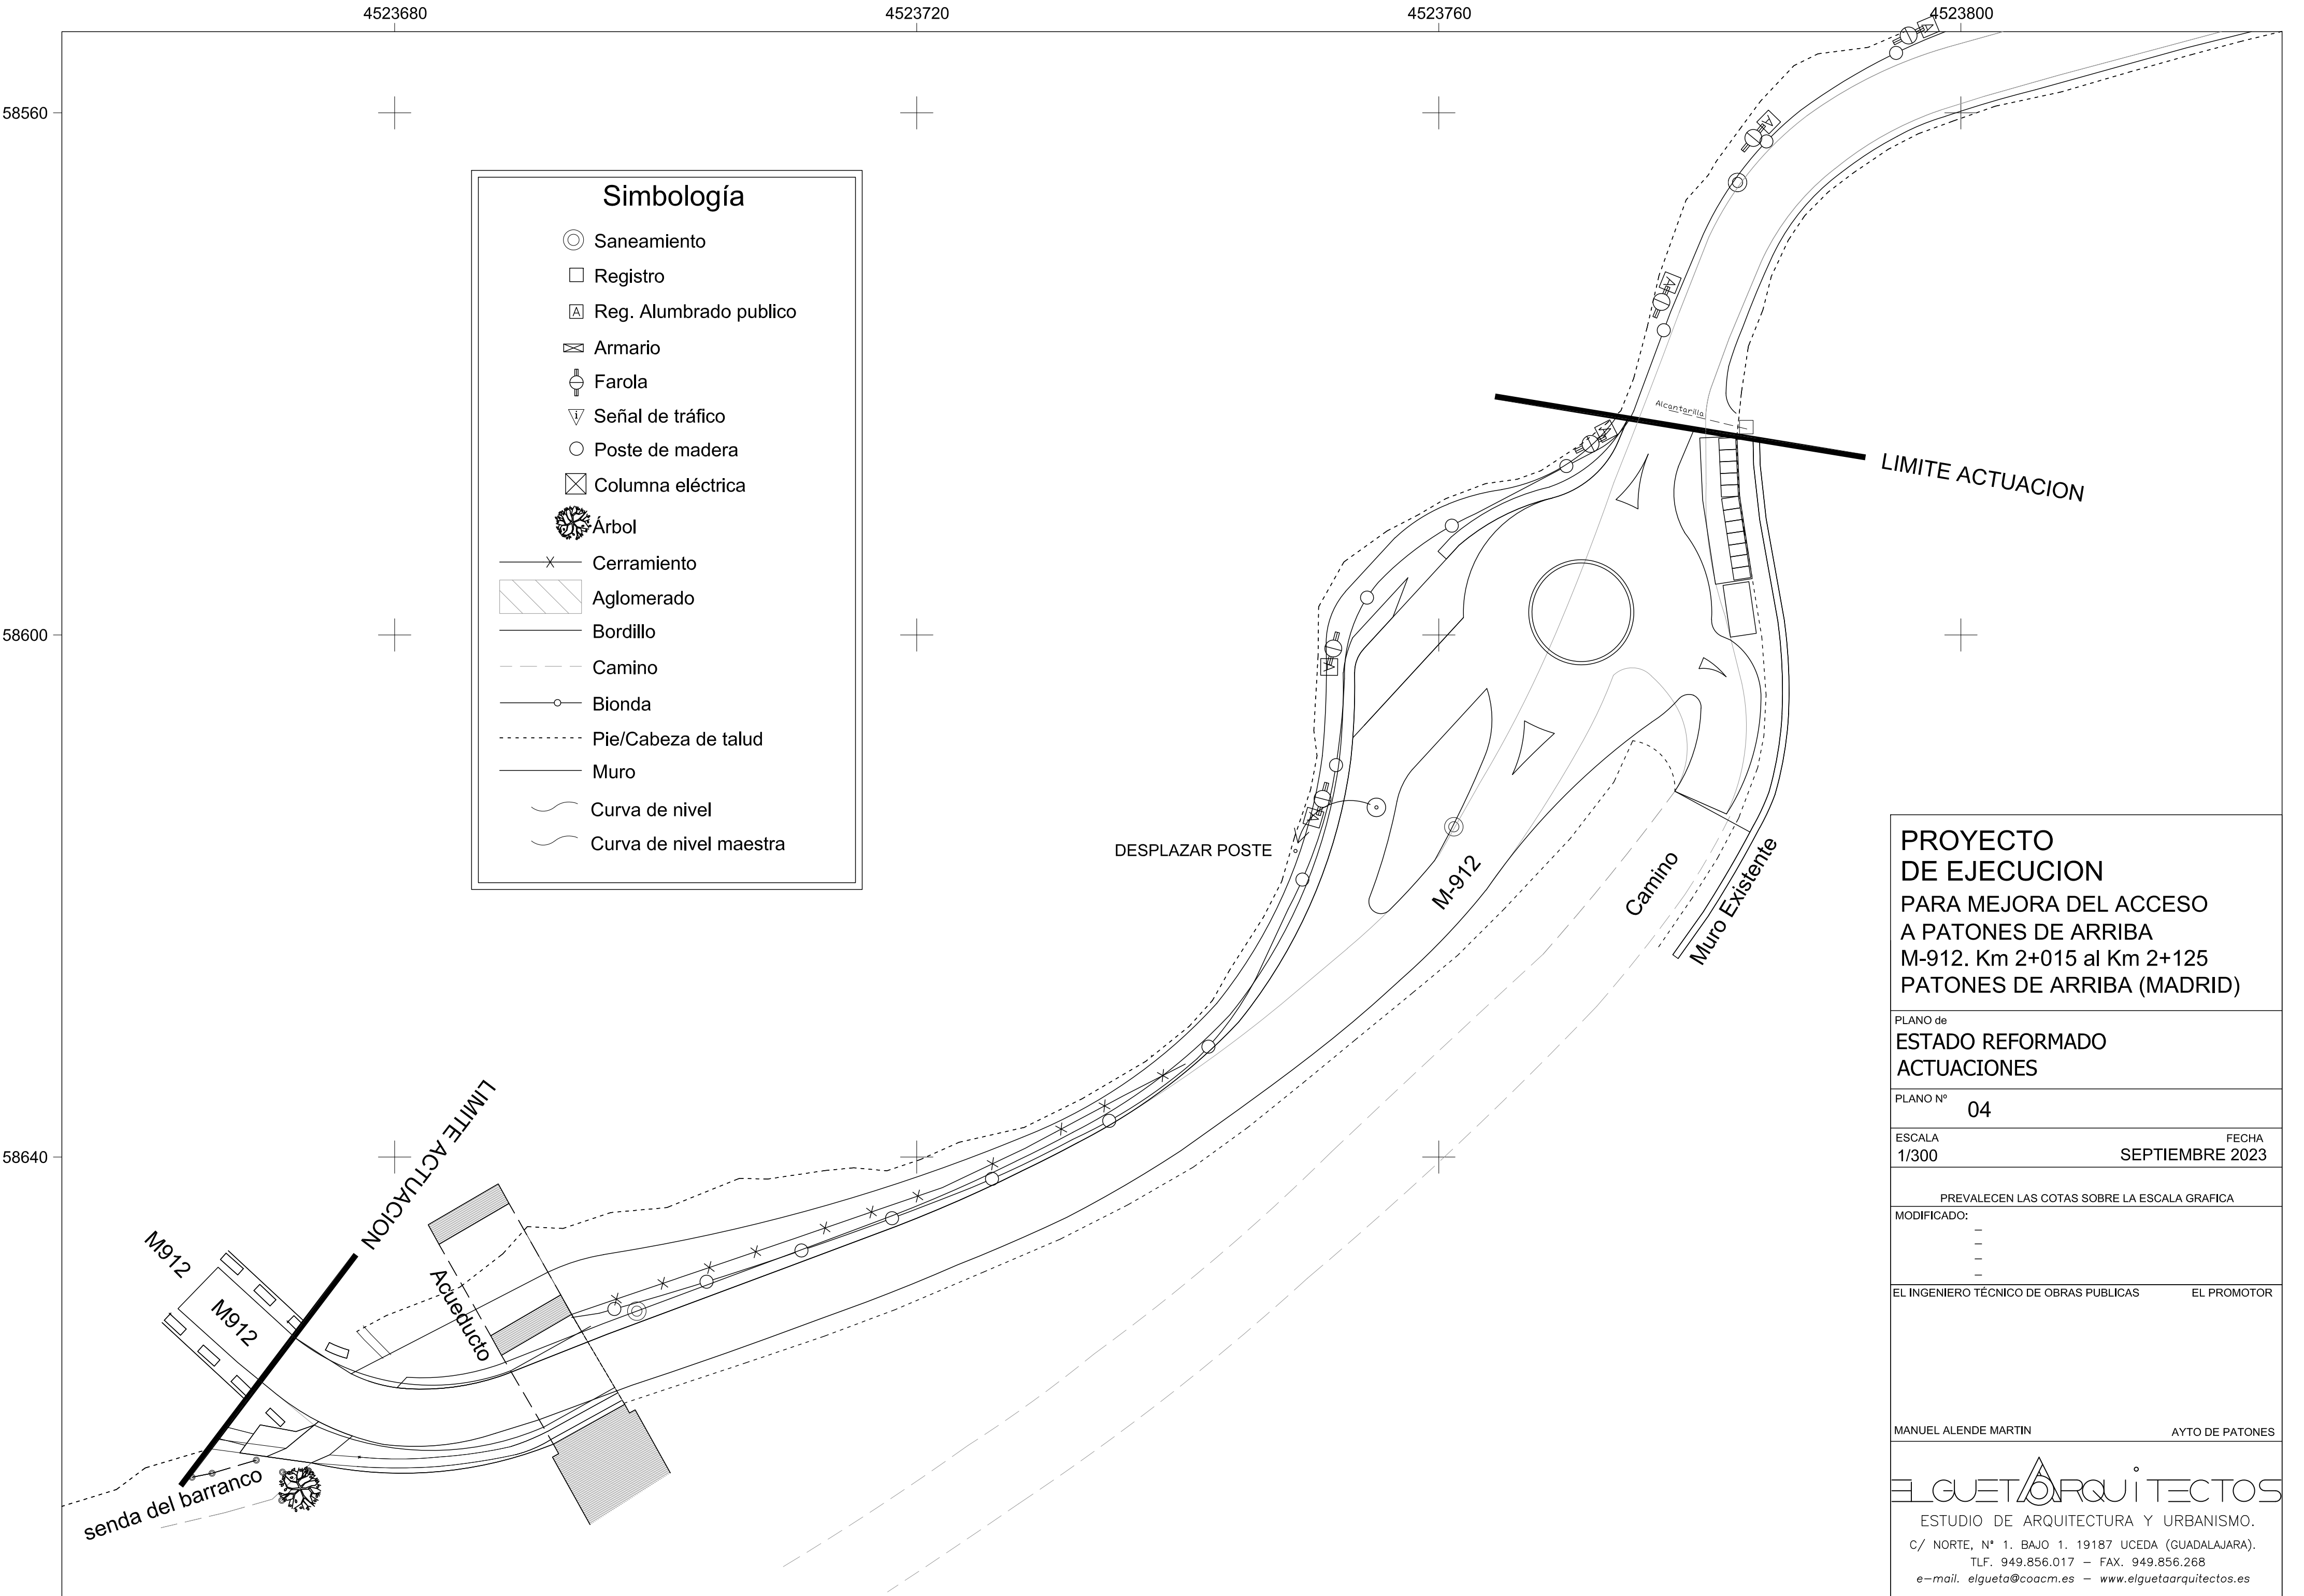 4523680
4523720
4523760
4523800
58560
58600
58640
Simbología
Saneamiento
Registro
A Reg. Alumbrado publico
Armario
Farola
i Señal de tráfico
Poste de madera
Columna eléctrica
Árbol
Cerramiento
Aglomerado
Bordillo
Camino
Bionda
Pie/Cabeza de talud
Muro
Curva de nivel
Curva de nivel maestra
A
A
A
A
Alcantarilla
LIMITE ACTUACION
A
A
DESPLAZAR POSTE
M-912
Camino
Muro Existente
LIMITE ACTUACION
M912
M912
Acueducto
senda del barranco
PROYECTO
DE EJECUCION
PARA MEJORA DEL ACCESO
A PATONES DE ARRIBA
M-912. Km 2+015 al Km 2+125
PATONES DE ARRIBA (MADRID)
PLANO de
ESTADO REFORMADO
ACTUACIONES
PLANO Nº 04
ESCALA FECHA
1/300 SEPTIEMBRE 2023
PREVALECEN LAS COTAS SOBRE LA ESCALA GRAFICA
MODIFICADO:
–
–
–
–
EL INGENIERO TÉCNICO DE OBRAS PUBLICAS EL PROMOTOR
MANUEL ALENDE MARTIN AYTO DE PATONES
ELGUETA ARQUiTECTOS
ESTUDIO DE ARQUITECTURA Y URBANISMO.
C/ NORTE, Nº 1. BAJO 1. 19187 UCEDA (GUADALAJARA).
TLF. 949.856.017 – FAX. 949.856.268
e-mail. elgueta@coacm.es – www.elguetaarquitectos.es